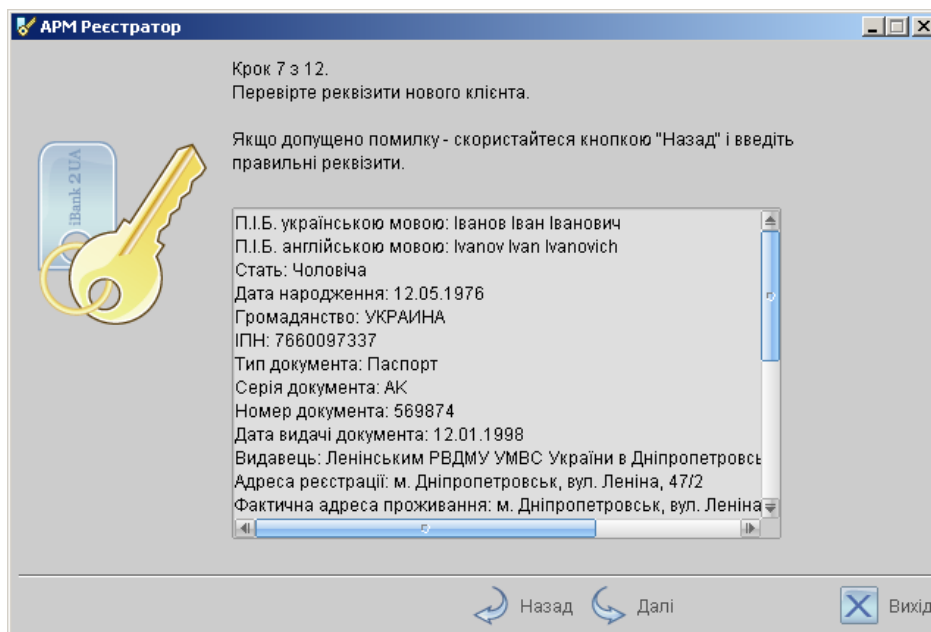 АРМ Реєстратор
Крок 7 з 12.
Перевірте реквізити нового клієнта.
Якщо допущено помилку - скористайтеся кнопкою "Назад" і введіть
правильні реквізити.
iBank 2 UA
П.І.Б. українською мовою: Іванов Іван Іванович
П.І.Б. англійською мовою: Ivanov Ivan Ivanovich
Стать: Чоловіча
Дата народження: 12.05.1976
Громадянство: УКРАИНА
ІПН: 7660097337
Тип документа: Паспорт
Серія документа: АК
Номер документа: 569874
Дата видачі документа: 12.01.1998
Видавець: Ленінським РВДМУ УМВС України в Дніпропетровсь
Адреса реєстрації: м. Дніпропетровськ, вул. Леніна, 47/2
Фактична адреса проживання: м. Дніпропетровськ, вул. Леніна
Назад Далі Вихід